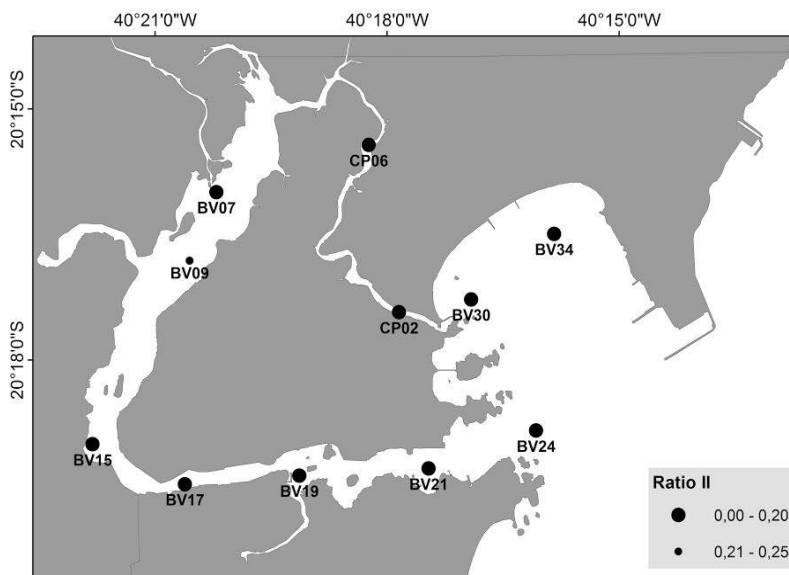 40°21'0"W 40°18'0"W 40°15'0"W
20°15'0"S
CP06
BV07
BV34
BV09
BV30
CP02
20°18'0"S
BV24
BV15
BV21
BV19
BV17
Ratio II
0,00 - 0,20
0,21 - 0,25